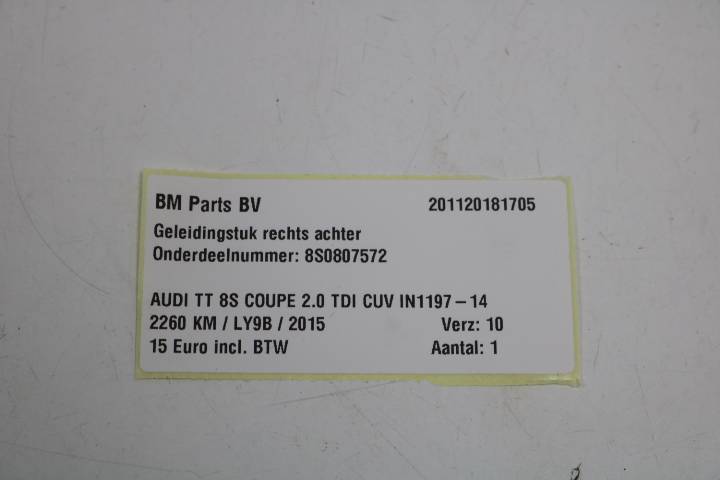 BM Parts BV 201120181705
Geleidingstuk rechts achter
Onderdeelnummer: 8S0807572
AUDI TT 8S COUPE 2.0 TDI CUV IN1197-14
2260 KM / LY9B / 2015 Verz: 10
15 Euro incl. BTW Aantal: 1